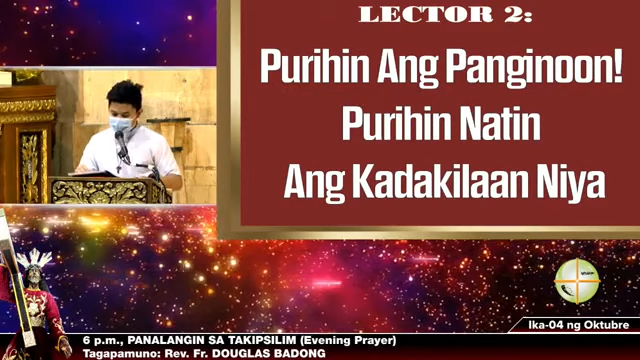 LECTOR 2:
Purihin Ang Panginoon!
Purihin Natin
Ang Kadakilaan Niya
Ika-04 ng Oktubre
6 p.m., PANALANGIN SA TAKIPSILIM (Evening Prayer)
Tagapamuno: Rev. Fr. DOUGLAS BADONG